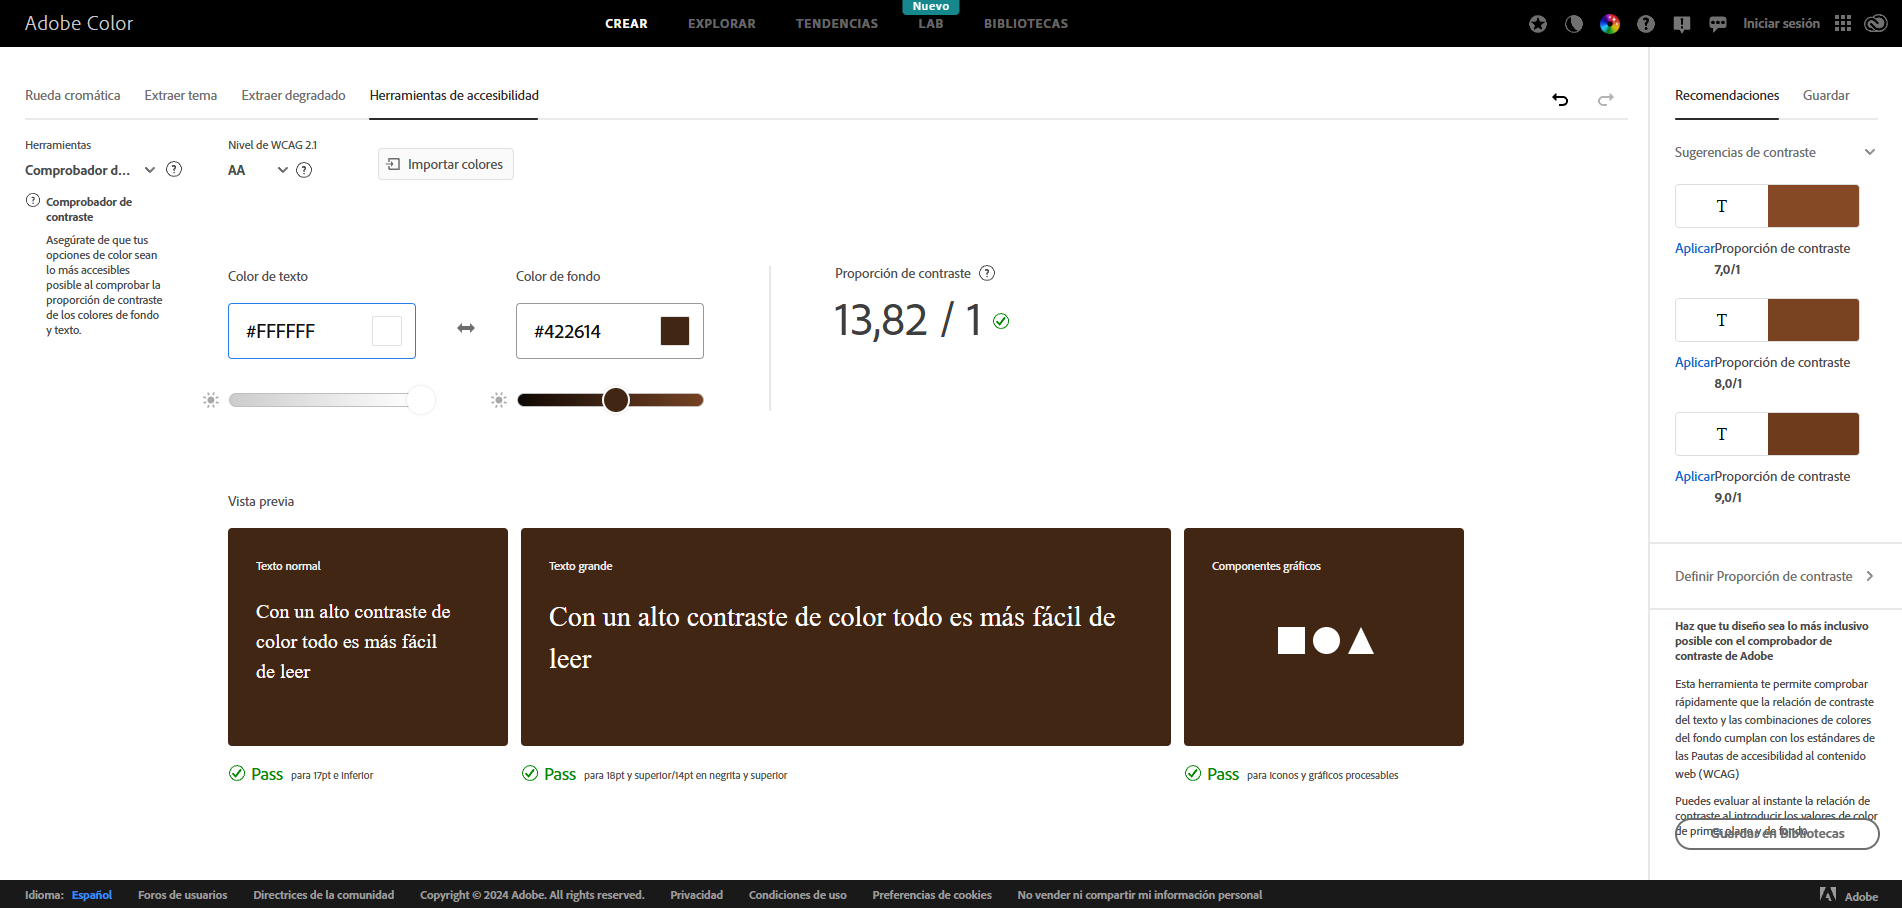 Adobe Color
CREAR
EXPLORAR
TENDENCIAS
Nuevo
LAB
BIBLIOTECAS
Iniciar sesión
Rueda cromática
Extraer tema
Extraer degradado
Herramientas de accesibilidad
Recomendaciones
Guardar
Herramientas
Comprobador d...
Nivel de WCAG 2.1
AA
Importar colores
Comprobador de
contraste
Asegúrate de que tus
opciones de color sean
lo más accesibles
posible al comprobar la
proporción de contraste
de los colores de fondo
y texto.
Color de texto
#FFFFFF
Color de fondo
#422614
Proporción de contraste
13,82 / 1
Vista previa
Texto normal
Con un alto contraste de
color todo es más fácil
de leer
Pass para 17pt e inferior
Texto grande
Con un alto contraste de color todo es más fácil de
leer
Pass para 18pt y superior/14pt en negrita y superior
Componentes gráficos
Pass para iconos y gráficos procesables
Sugerencias de contraste
T
Aplicar Proporción de contraste
7,0/1
T
Aplicar Proporción de contraste
8,0/1
T
Aplicar Proporción de contraste
9,0/1
Definir Proporción de contraste
Haz que tu diseño sea lo más inclusivo
posible con el comprobador de
contraste de Adobe
Esta herramienta te permite comprobar
rápidamente que la relación de contraste
del texto y las combinaciones de colores
del fondo cumplan con los estándares de
las Pautas de accesibilidad al contenido
web (WCAG)
Puedes evaluar al instante la relación de
contraste al introducir los valores de color
de primer plano y de fondo
Guardar en Bibliotecas
Idioma: Español
Foros de usuarios
Directrices de la comunidad
Copyright © 2024 Adobe. All rights reserved.
Privacidad
Condiciones de uso
Preferencias de cookies
No vender ni compartir mi información personal
Adobe